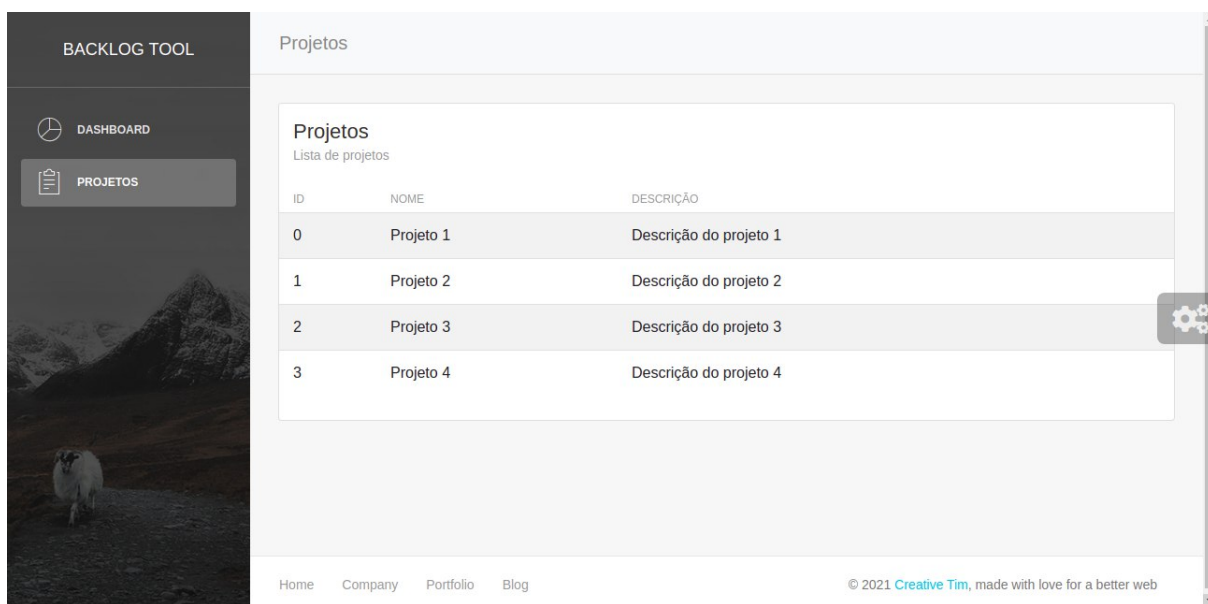 BACKLOG TOOL
DASHBOARD
PROJETOS
Projetos
Projetos
Lista de projetos
ID NOME DESCRIÇÃO
0 Projeto 1 Descrição do projeto 1
1 Projeto 2 Descrição do projeto 2
2 Projeto 3 Descrição do projeto 3
3 Projeto 4 Descrição do projeto 4
Home Company Portfolio Blog © 2021 Creative Tim, made with love for a better web